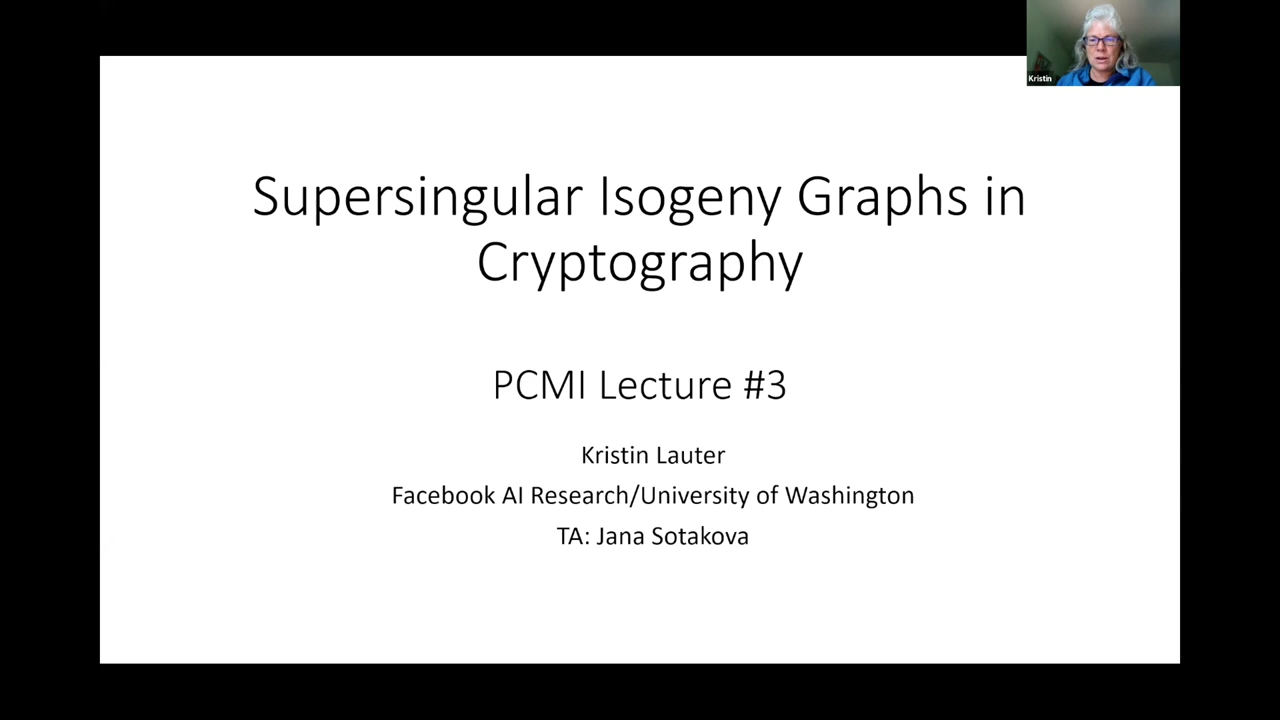 Kristin
Supersingular Isogeny Graphs in
Cryptography
PCMI Lecture #3
Kristin Lauter
Facebook AI Research/University of Washington
TA: Jana Sotakova